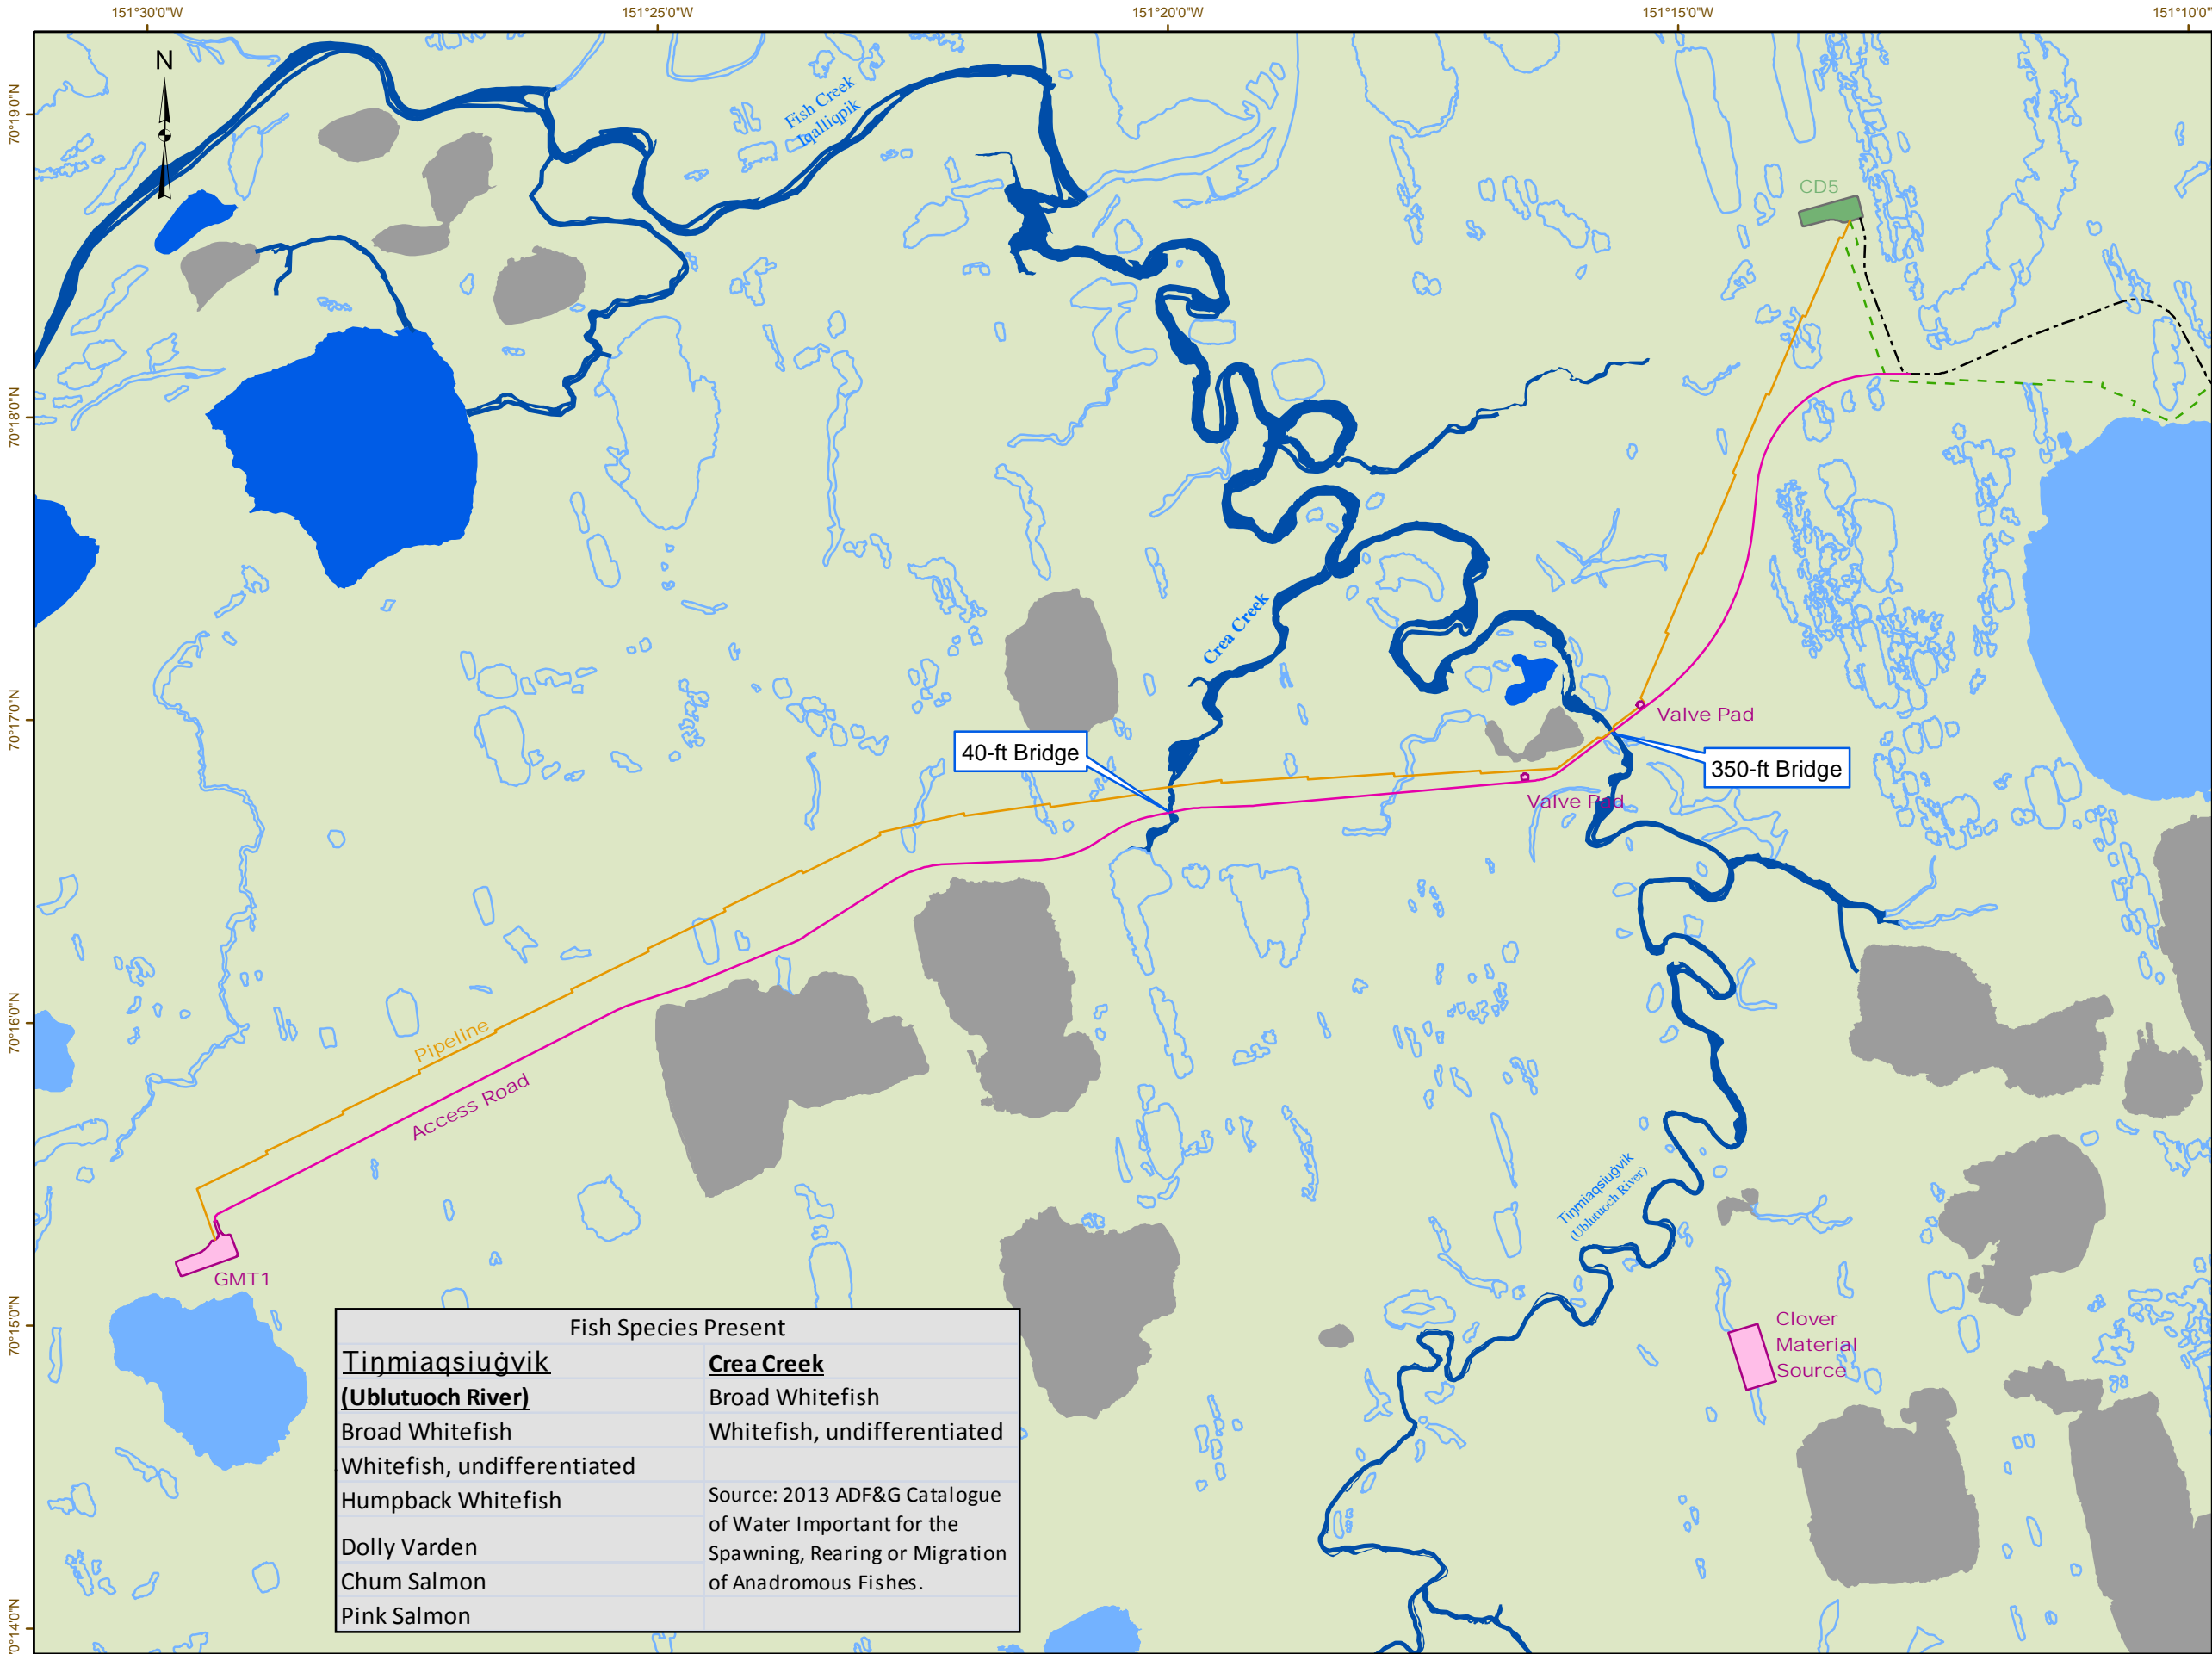 151°30'0"W
151°25'0"W
151°20'0"W
151°15'0"W
151°10'0"W
N
70°19'0"N
70°18'0"N
70°17'0"N
70°16'0"N
70°15'0"N
70°14'0"N
Fish Creek
Iqalliqpik
CD5
Crea Creek
Valve Pad
40-ft Bridge
350-ft Bridge
Valve Pad
Pipeline
Access Road
Tiŋmiaqsiuġvik
(Ublutuoch River)
GMT1
Clover
Material
Source
Fish Species Present
Tiŋmiaqsiuġvik
(Ublutuoch River)
Broad Whitefish
Whitefish, undifferentiated
Humpback Whitefish
Dolly Varden
Chum Salmon
Pink Salmon
Crea Creek
Broad Whitefish
Whitefish, undifferentiated
Source: 2013 ADF&G Catalogue
of Water Important for the
Spawning, Rearing or Migration
of Anadromous Fishes.